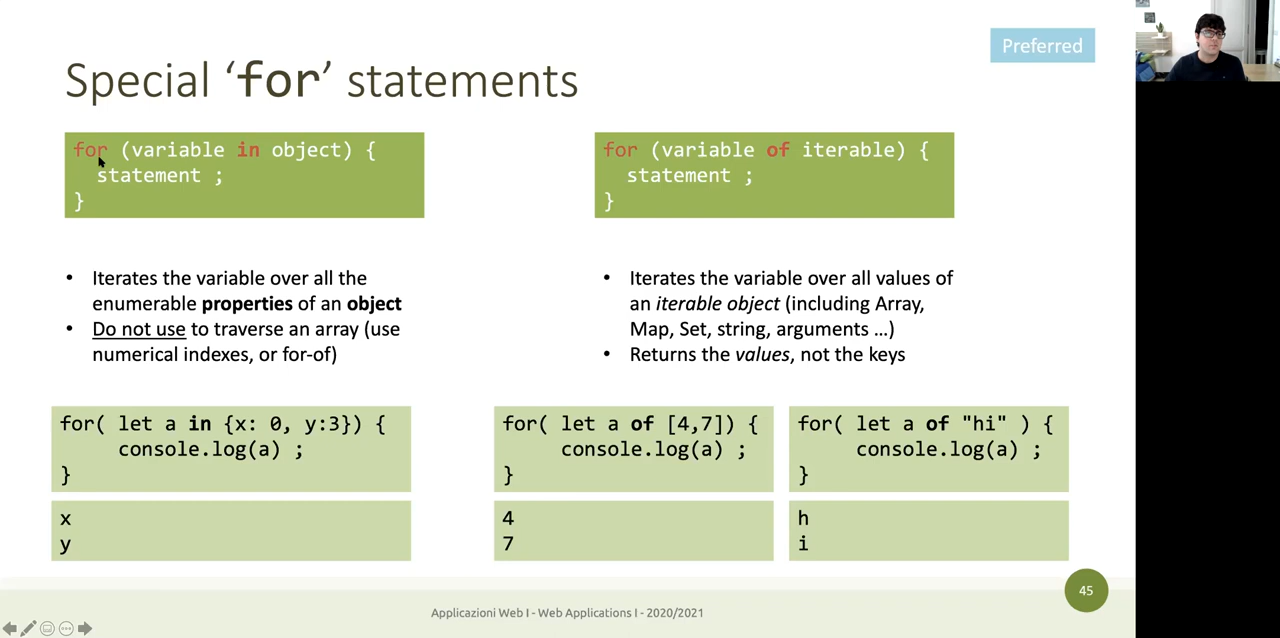 Preferred
Special ‘for’ statements
for (variable in object) {
statement ;
}
for (variable of iterable) {
statement ;
}
• Iterates the variable over all the
enumerable properties of an object
• Do not use to traverse an array (use
numerical indexes, or for-of)
• Iterates the variable over all values of
an iterable object (including Array,
Map, Set, string, arguments …)
• Returns the values, not the keys
for( let a in {x: 0, y:3}) {
console.log(a) ;
}
x
y
for( let a of [4,7]) {
console.log(a) ;
}
4
7
for( let a of "hi" ) {
console.log(a) ;
}
h
i
45
Applicazioni Web I - Web Applications I - 2020/2021